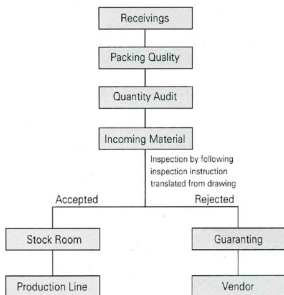 Receivings
Packing Quality
Quantity Audit
Incoming Material
Inspection by following
inspection instruction
translated from drawing
Accepted
Rejected
Stock Room
Guaranting
Production Line
Vendor